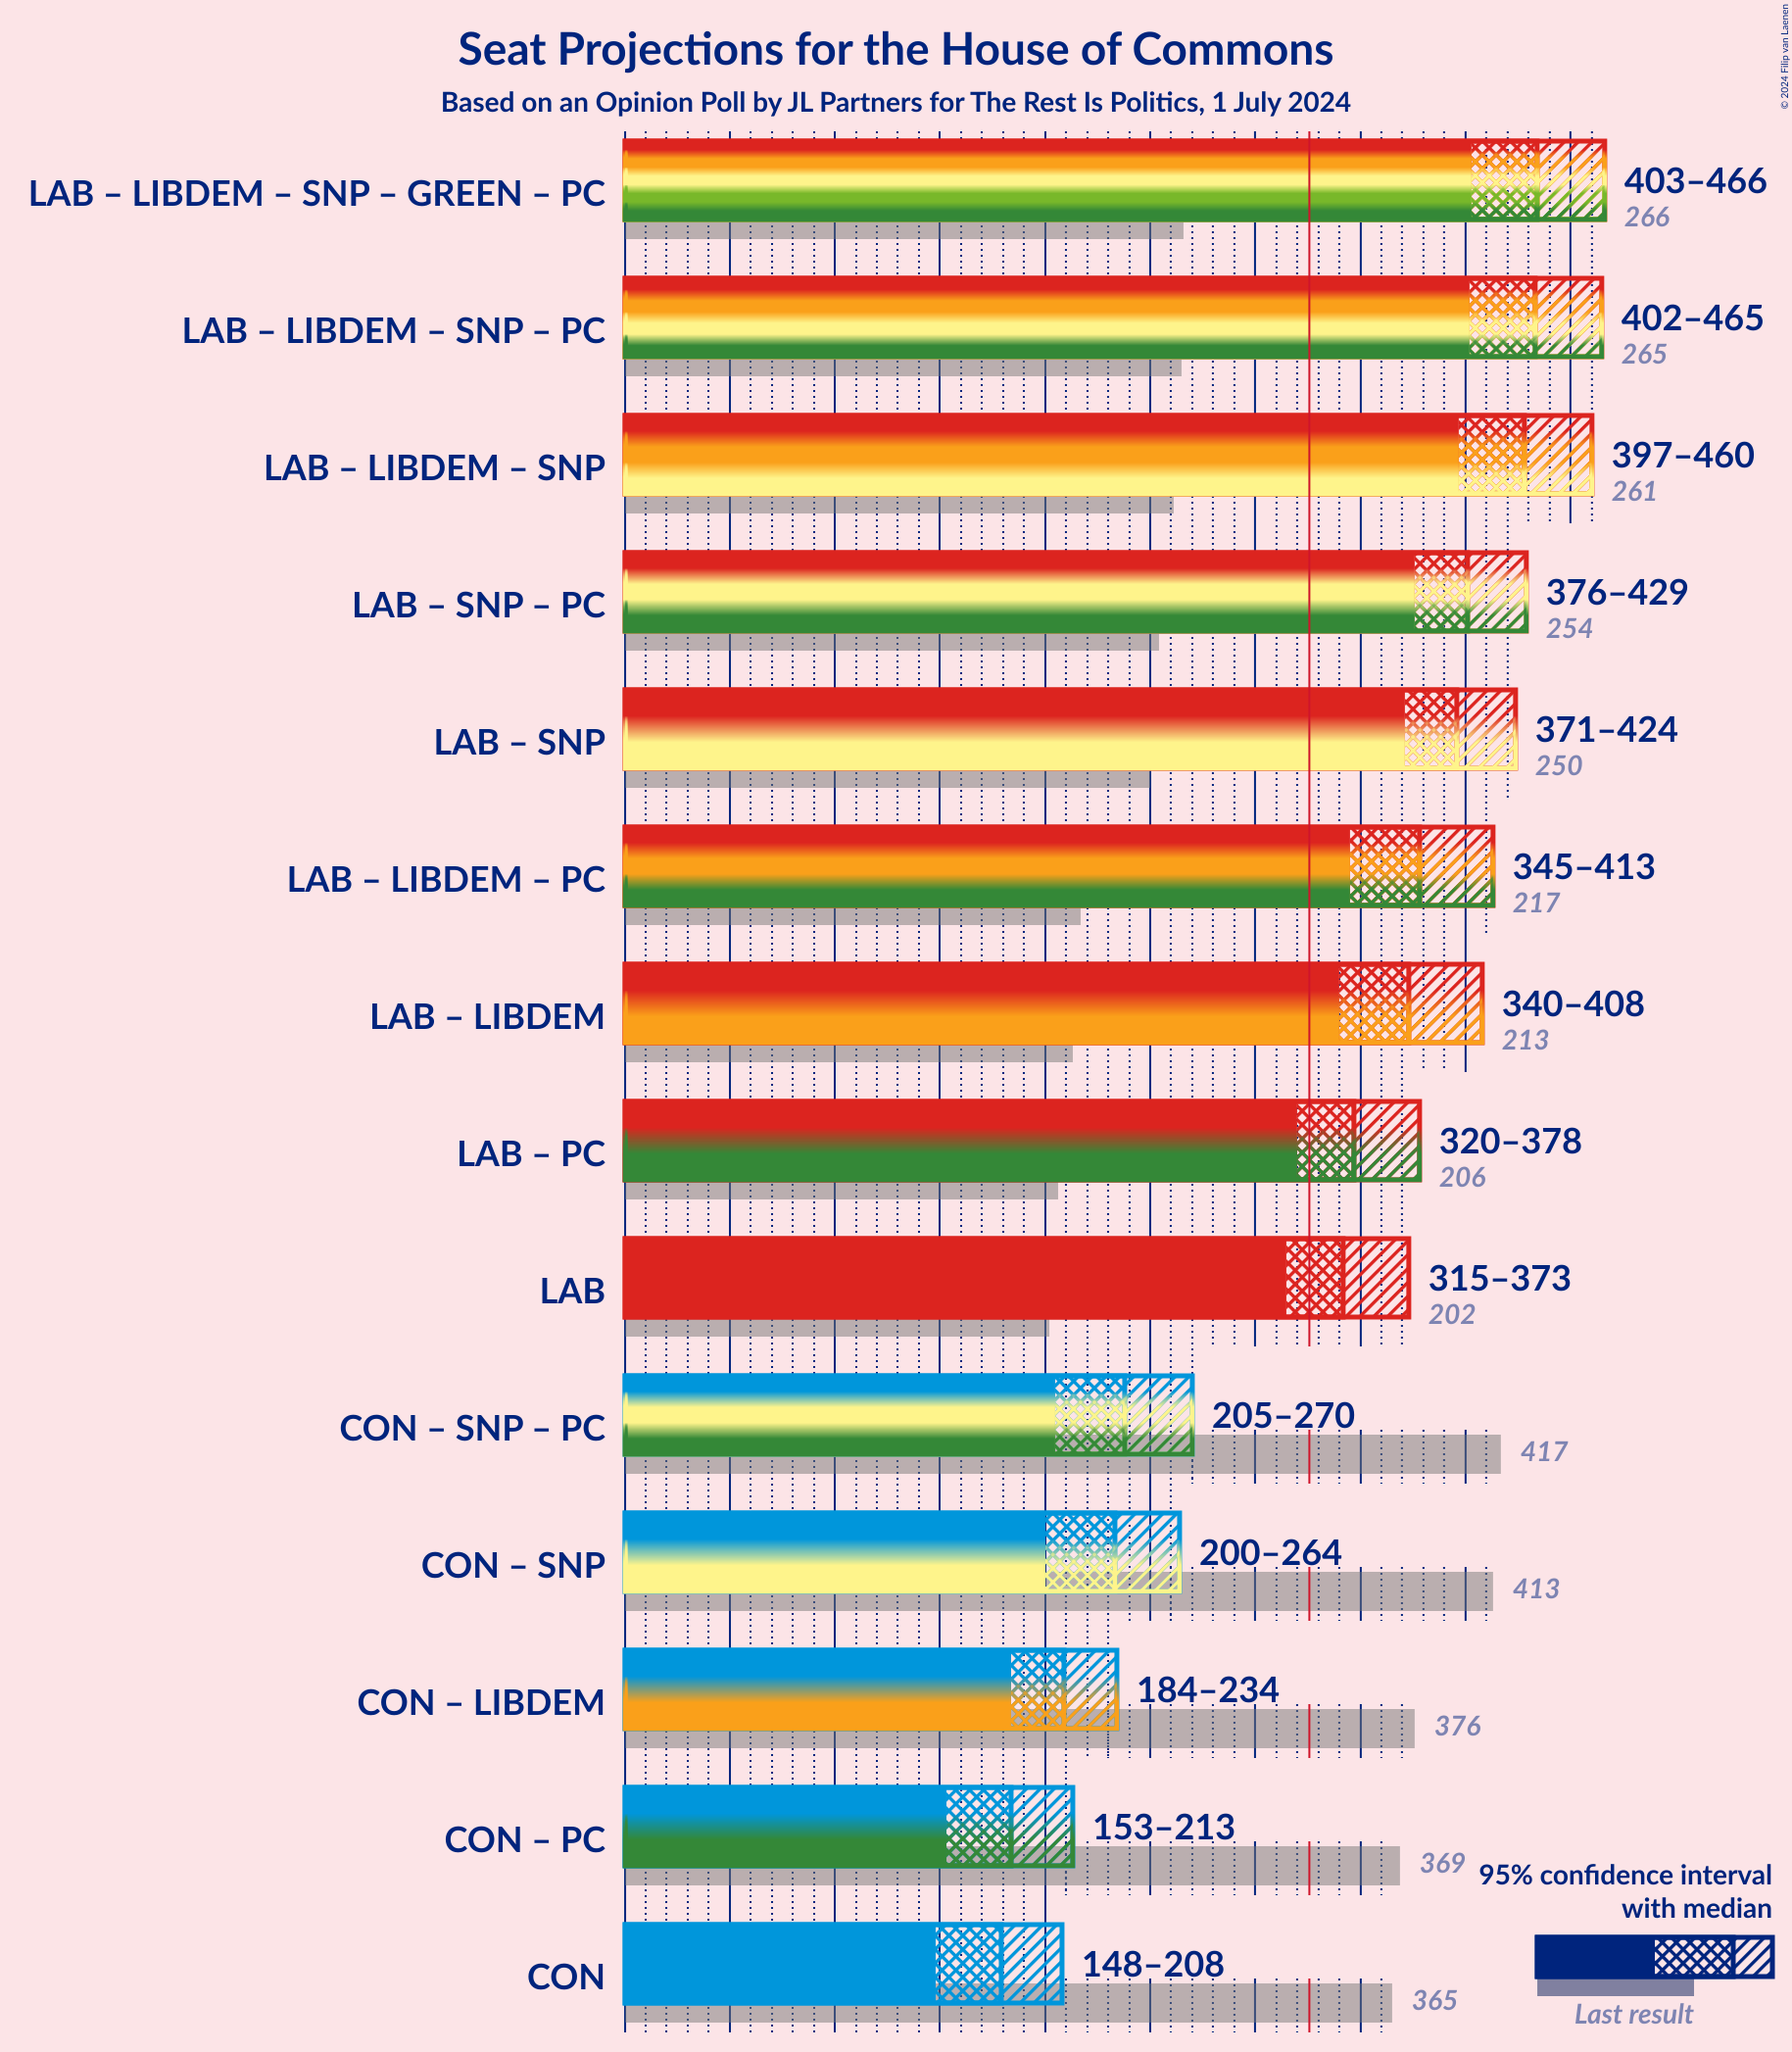 Seat Projections for the House of Commons
Based on an Opinion Poll by JL Partners for The Rest Is Politics, 1 July 2024
© 2024 Filip van Laenen
LAB – LIBDEM – SNP – GREEN – PC
403–466
266
LAB – LIBDEM – SNP – PC
402–465
265
LAB – LIBDEM – SNP
397–460
261
LAB – SNP – PC
376–429
254
LAB – SNP
371–424
250
LAB – LIBDEM – PC
345–413
217
LAB – LIBDEM
340–408
213
LAB – PC
320–378
206
LAB
315–373
202
CON – SNP – PC
205–270
417
CON – SNP
200–264
413
CON – LIBDEM
184–234
376
CON – PC
153–213
369
CON
148–208
365
95% confidence interval
with median
Last result